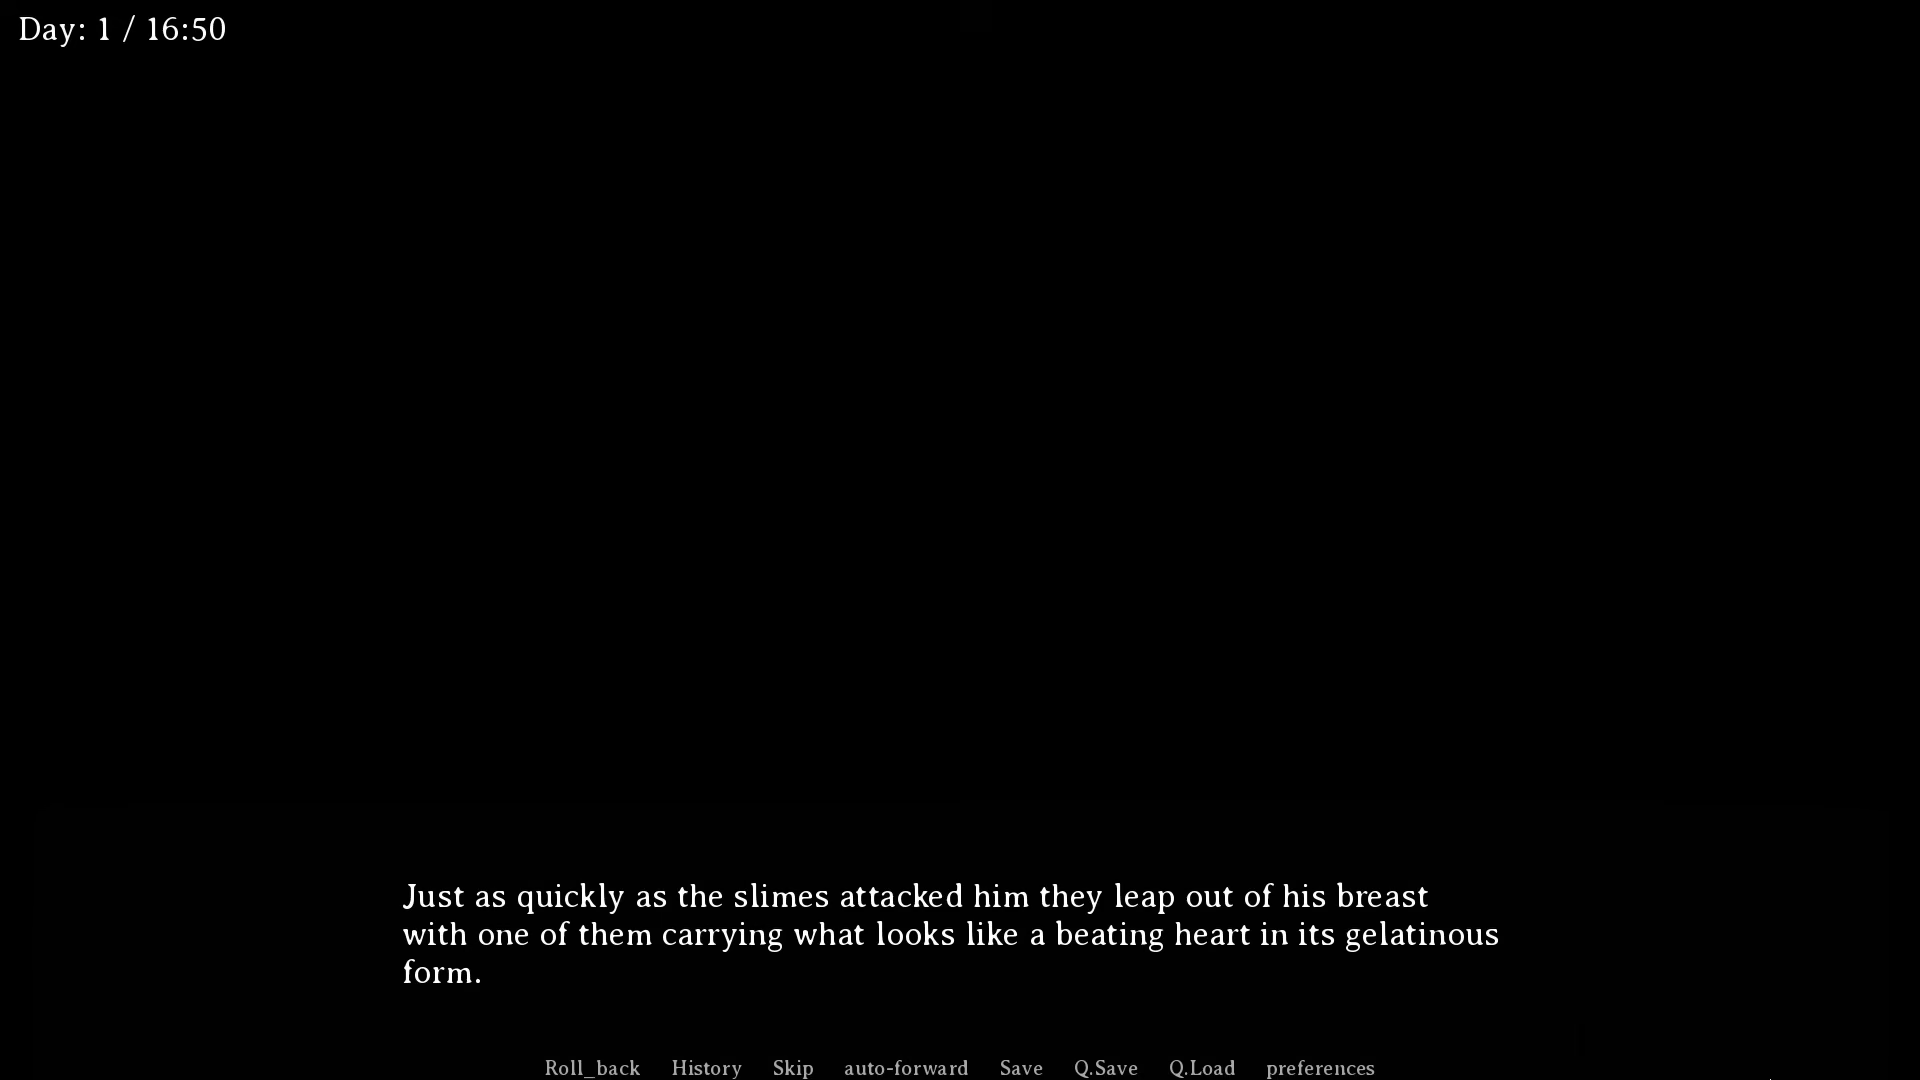 Day: 1 / 16:50
Just as quickly as the slimes attacked him they leap out of his breast
with one of them carrying what looks like a beating heart in its gelatinous
form.
Roll_back History Skip auto-forward Save Q.Save Q.Load preferences